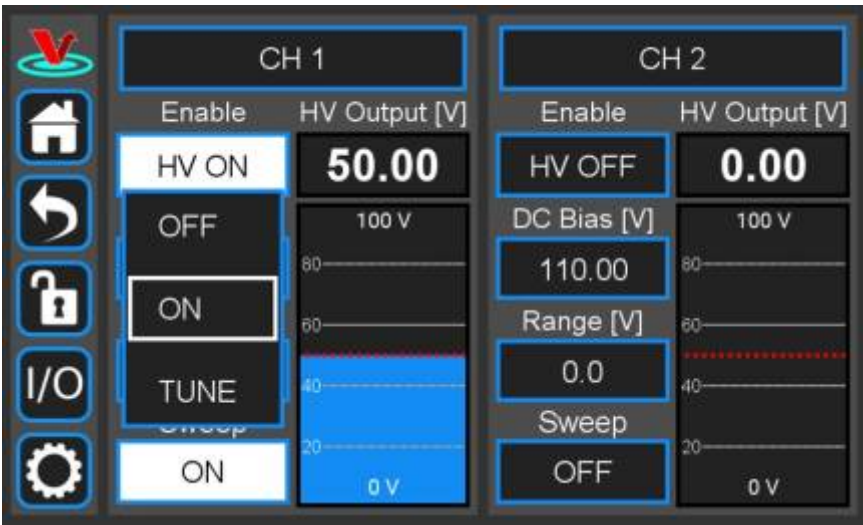 CH 1
Enable
HV Output [V]
HV ON
50.00
OFF
ON
TUNE
Sweep
ON
100 V
80
60
40
20
0 V
CH 2
Enable
HV Output [V]
HV OFF
0.00
DC Bias [V]
110.00
Range [V]
0.0
Sweep
OFF
100 V
80
60
40
20
0 V
I/O